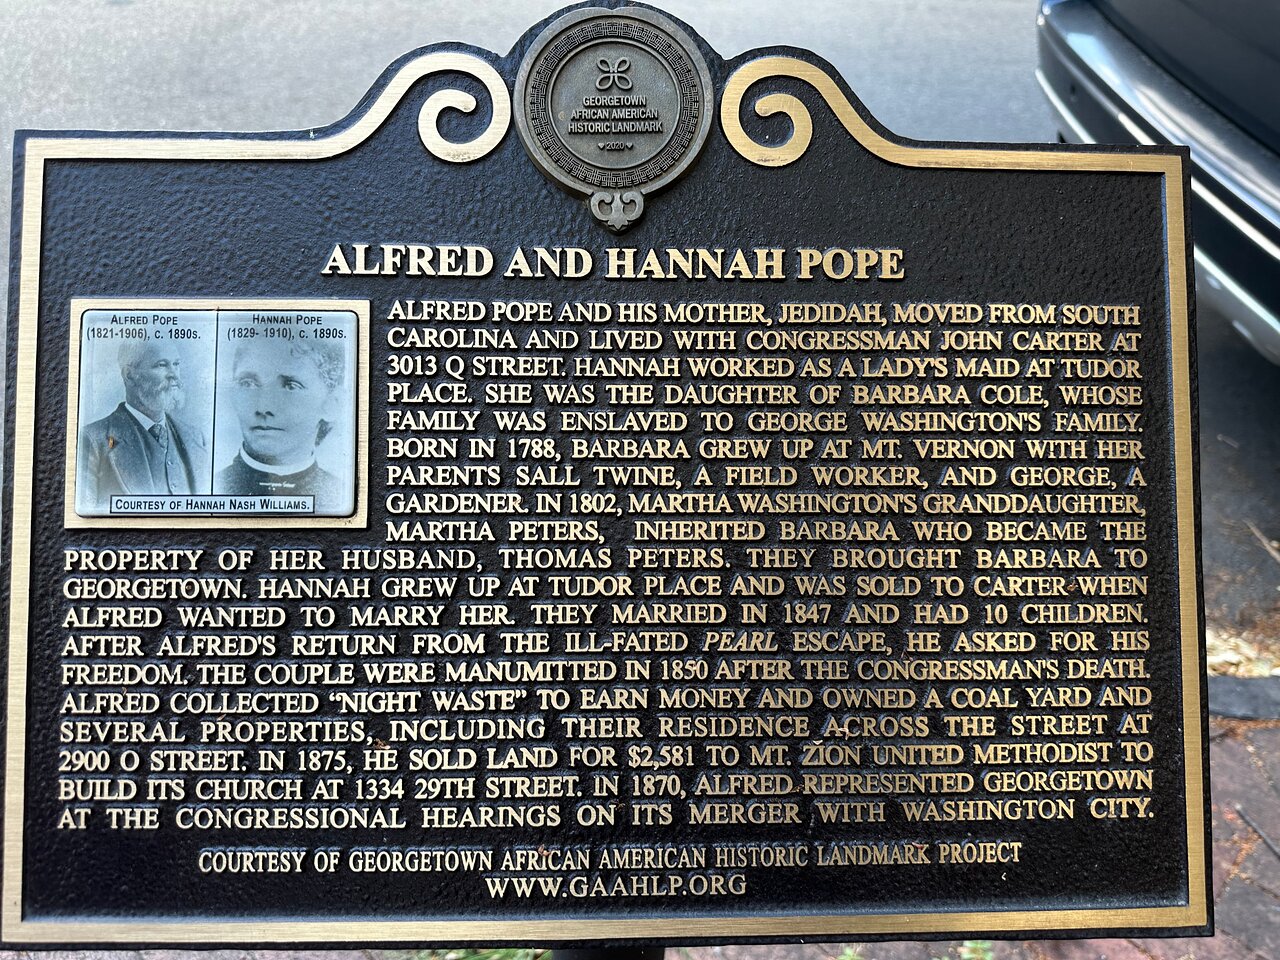 GEORGETOWN
AFRICAN AMERICAN
HISTORIC LANDMARK
2020
ALFRED AND HANNAH POPE
ALFRED POPE
(1821-1906), C. 1890s.
HANNAH POPE
(1829- 1910), C. 1890s.
COURTESY OF HANNAH NASH WILLIAMS.
ALFRED POPE AND HIS MOTHER, JEDIDAH, MOVED FROM SOUTH
CAROLINA AND LIVED WITH CONGRESSMAN JOHN CARTER AT
3013 Q STREET. HANNAH WORKED AS A LADY'S MAID AT TUDOR
PLACE. SHE WAS THE DAUGHTER OF BARBARA COLE, WHOSE
FAMILY WAS ENSLAVED TO GEORGE WASHINGTON'S FAMILY.
BORN IN 1788, BARBARA GREW UP AT MT. VERNON WITH HER
PARENTS SALL TWINE, A FIELD WORKER, AND GEORGE, A
GARDENER. IN 1802, MARTHA WASHINGTON'S GRANDDAUGHTER,
MARTHA PETERS, INHERITED BARBARA WHO BECAME THE
PROPERTY OF HER HUSBAND, THOMAS PETERS. THEY BROUGHT BARBARA TO
GEORGETOWN. HANNAH GREW UP AT TUDOR PLACE AND WAS SOLD TO CARTER WHEN
ALFRED WANTED TO MARRY HER. THEY MARRIED IN 1847 AND HAD 10 CHILDREN.
AFTER ALFRED'S RETURN FROM THE ILL-FATED PEARL ESCAPE, HE ASKED FOR HIS
FREEDOM. THE COUPLE WERE MANUMITTED IN 1850 AFTER THE CONGRESSMAN'S DEATH.
ALFRED COLLECTED "NIGHT WASTE" TO EARN MONEY AND OWNED A COAL YARD AND
SEVERAL PROPERTIES, INCLUDING THEIR RESIDENCE ACROSS THE STREET AT
2900 O STREET. IN 1875, HE SOLD LAND FOR $2,581 TO MT. ZION UNITED METHODIST TO
BUILD ITS CHURCH AT 1334 29TH STREET. IN 1870, ALFRED REPRESENTED GEORGETOWN
AT THE CONGRESSIONAL HEARINGS ON ITS MERGER WITH WASHINGTON CITY.
COURTESY OF GEORGETOWN AFRICAN AMERICAN HISTORIC LANDMARK PROJECT
WWW.GAAHLP.ORG